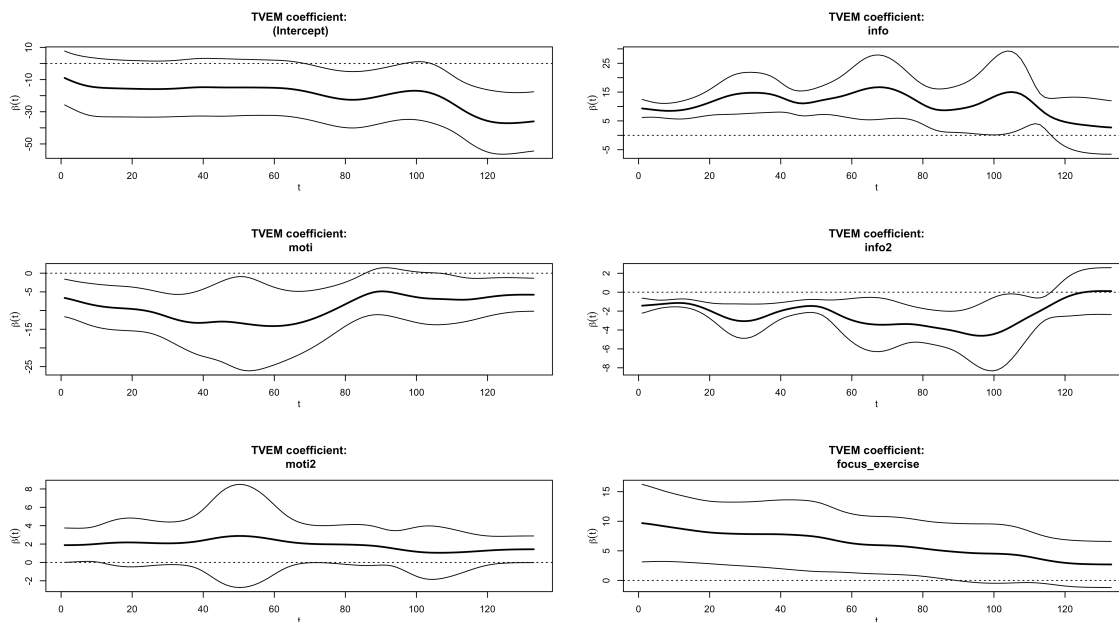 TVEM coefficient:
(Intercept)
10
-10
-30
-50
β(t)
0 20 40 60 80 100 120
t
TVEM coefficient:
info
25
15
5
-5
β(t)
0 20 40 60 80 100 120
t
TVEM coefficient:
moti
0
-5
-15
-25
β(t)
0 20 40 60 80 100 120
t
TVEM coefficient:
info2
2
0
-2
-4
-6
-8
β(t)
0 20 40 60 80 100 120
t
TVEM coefficient:
moti2
8
6
4
2
0
-2
β(t)
0 20 40 60 80 100 120
t
TVEM coefficient:
focus_exercise
15
10
5
0
β(t)
0 20 40 60 80 100 120
t